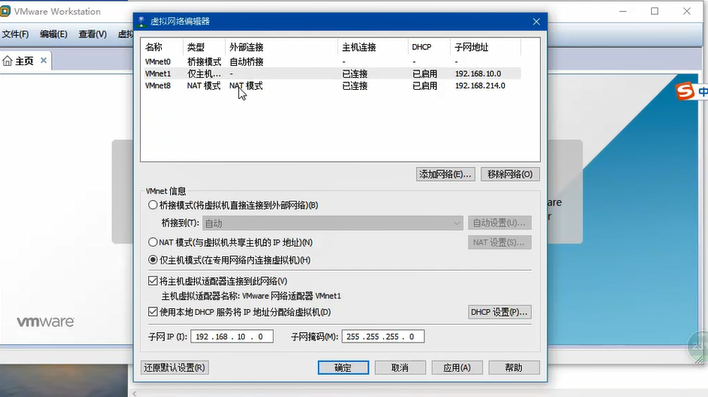 VMware Workstation
文件(F) 编辑(E) 查看(V) 虚拟
主页
虚拟网络编辑器
名称 类型 外部连接 主机连接 DHCP 子网地址
VMnet0 桥接模式 自动桥接 - - -
VMnet1 仅主机... - 已连接 已启用 192.168.10.0
VMnet8 NAT 模式 NAT 模式 已连接 已启用 192.168.214.0
添加网络(E)... 移除网络(O)
VMnet 信息
桥接模式(将虚拟机直接连接到外部网络)(B)
桥接到(T): 自动 自动设置(U)...
NAT 模式(与虚拟机共享主机的 IP 地址)(N) NAT 设置(S)...
仅主机模式(在专用网络内连接虚拟机)(H)
将主机虚拟适配器连接到此网络(V)
主机虚拟适配器名称: VMware 网络适配器 VMnet1
使用本地 DHCP 服务将 IP 地址分配给虚拟机(D) DHCP 设置(P)...
子网 IP (I): 192 .168 . 10 . 0 子网掩码(M): 255 .255 .255 . 0
还原默认设置(R) 确定 取消 应用(A) 帮助
vmware
are
r
S 中